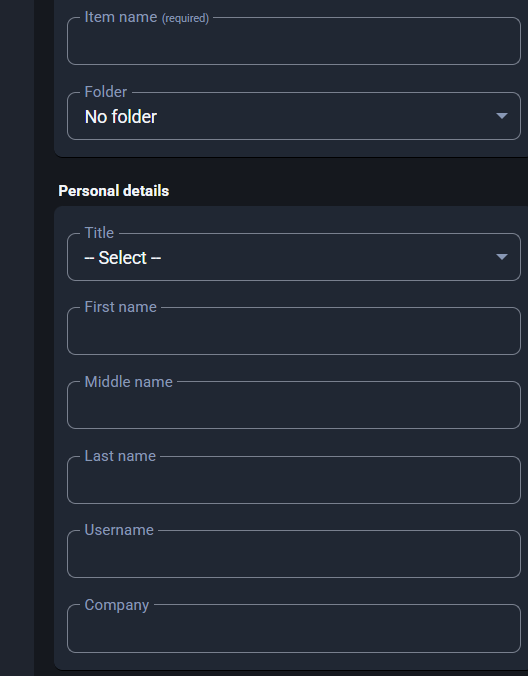 Item name (required)
Folder
No folder
Personal details
Title
-- Select --
First name
Middle name
Last name
Username
Company